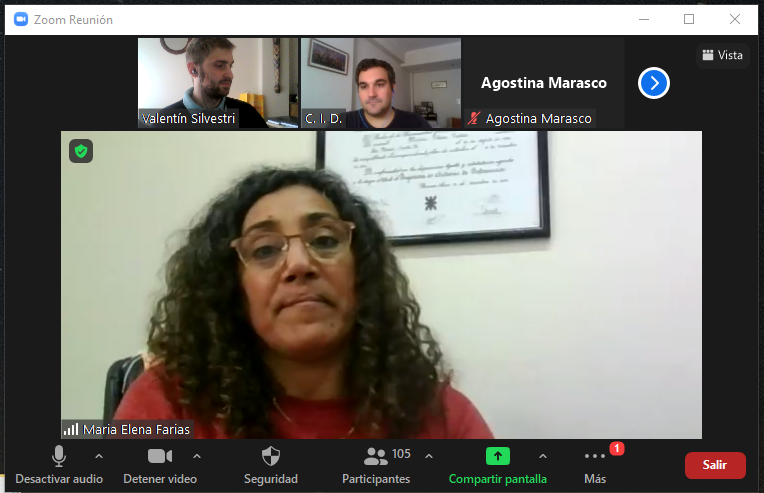 Zoom Reunión
Vista
Valentín Silvestri
C. I. D.
Agostina Marasco
Agostina Marasco
Maria Elena Farias
Desactivar audio
Detener video
Seguridad
105
Participantes
Compartir pantalla
1
Más
Salir